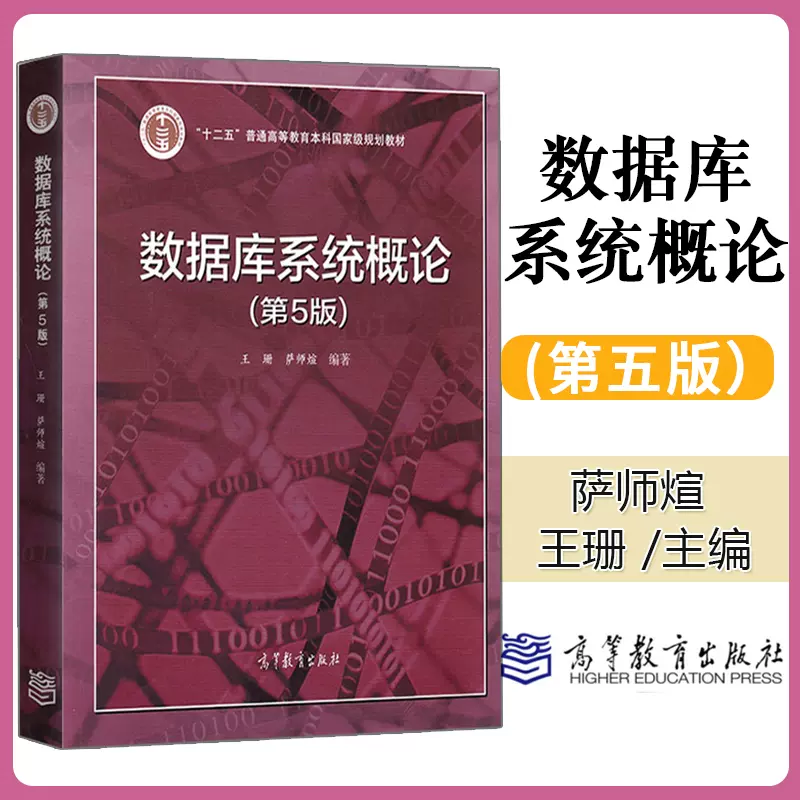 数据库系统概论
(第5版)
王 珊 萨师煊 编著
“十二五”普通高等教育本科国家级规划教材
数据库系统概论
(第5版)
王 珊 萨师煊 编著
高等教育出版社
数据库
系统概论
(第五版)
萨师煊
王珊 /主编
高等教育出版社
HIGHER EDUCATION PRESS